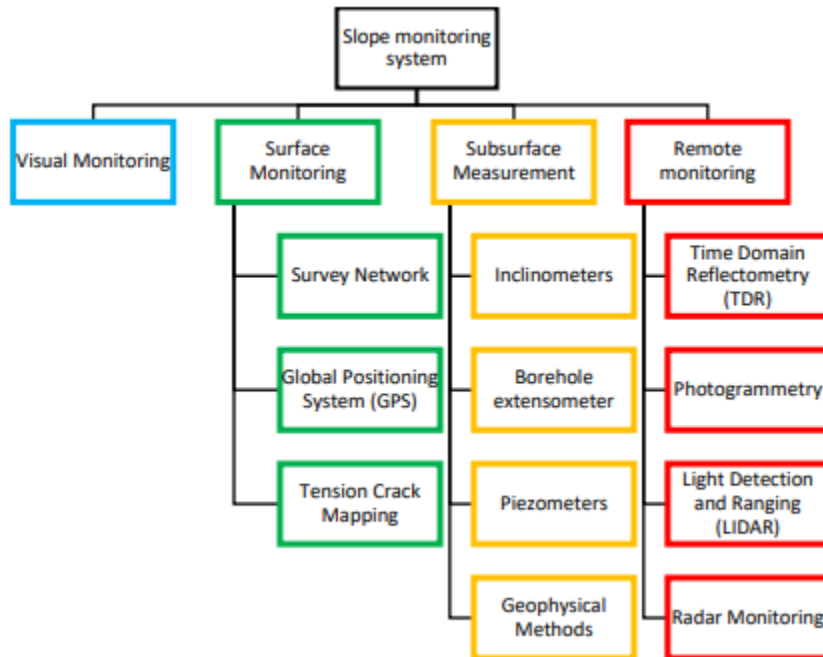 Slope monitoring
system
Visual Monitoring
Surface
Monitoring
Subsurface
Measurement
Remote
monitoring
Survey Network
Inclinometers
Time Domain
Reflectometry
(TDR)
Global Positioning
System (GPS)
Borehole
extensometer
Photogrammetry
Tension Crack
Mapping
Piezometers
Light Detection
and Ranging
(LIDAR)
Geophysical
Methods
Radar Monitoring